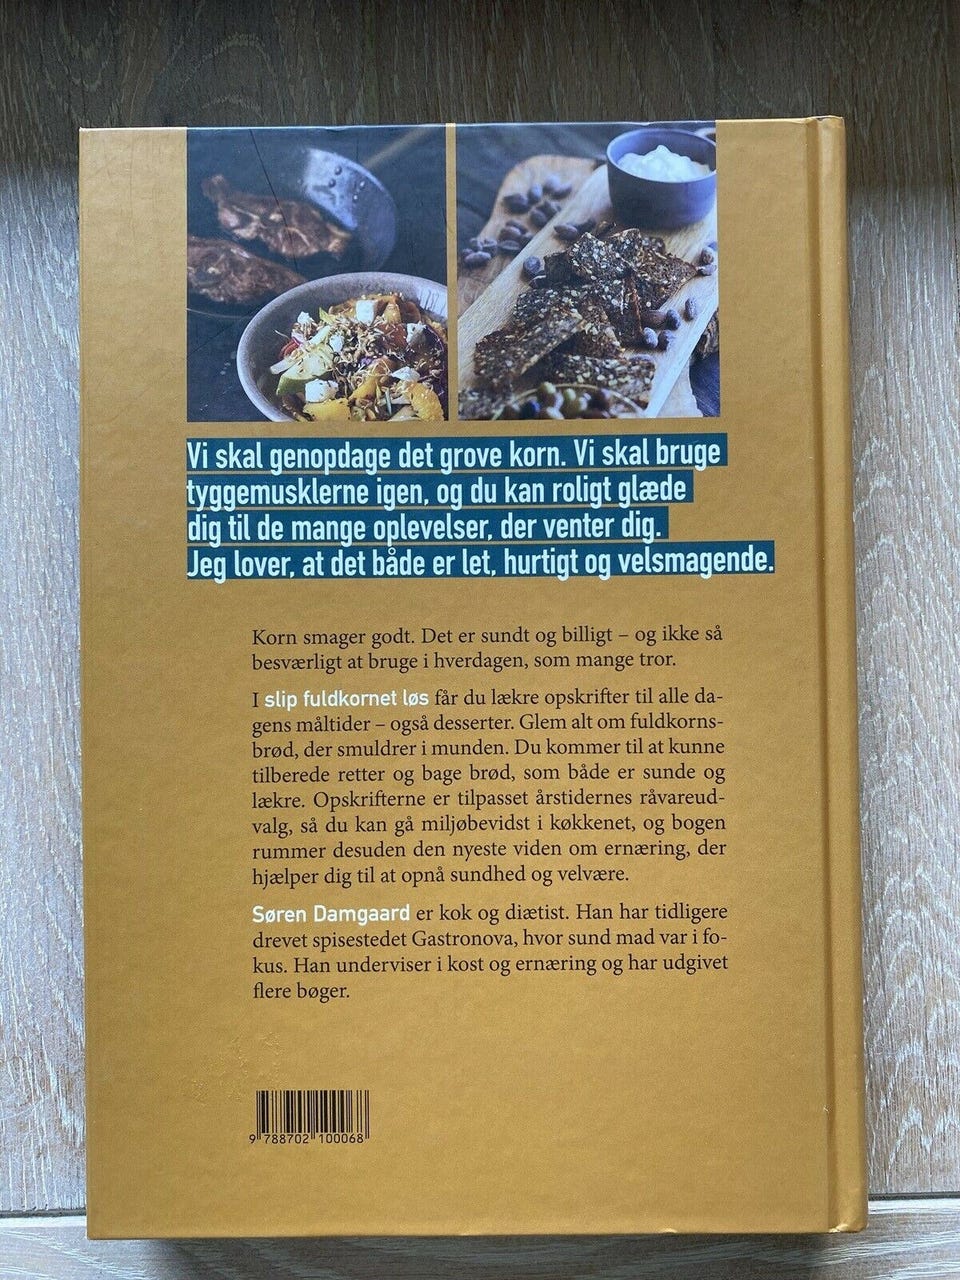 Vi skal genopdage det grove korn. Vi skal bruge
tyggemusklerne igen, og du kan roligt glæde
dig til de mange oplevelser, der venter dig.
Jeg lover, at det både er let, hurtigt og velsmagende.
Korn smager godt. Det er sundt og billigt – og ikke så
besværligt at bruge i hverdagen, som mange tror.
I slip fuldkornet løs får du lækre opskrifter til alle da-
gens måltider – også desserter. Glem alt om fuldkorns-
brød, der smuldrer i munden. Du kommer til at kunne
tilberede retter og bage brød, som både er sunde og
lækre. Opskrifterne er tilpasset årstidernes råvareud-
valg, så du kan gå miljøbevidst i køkkenet, og bogen
rummer desuden den nyeste viden om ernæring, der
hjælper dig til at opnå sundhed og velvære.
Søren Damgaard er kok og diætist. Han har tidligere
drevet spisestedet Gastronova, hvor sund mad var i fo-
kus. Han underviser i kost og ernæring og har udgivet
flere bøger.
9 788702 100068